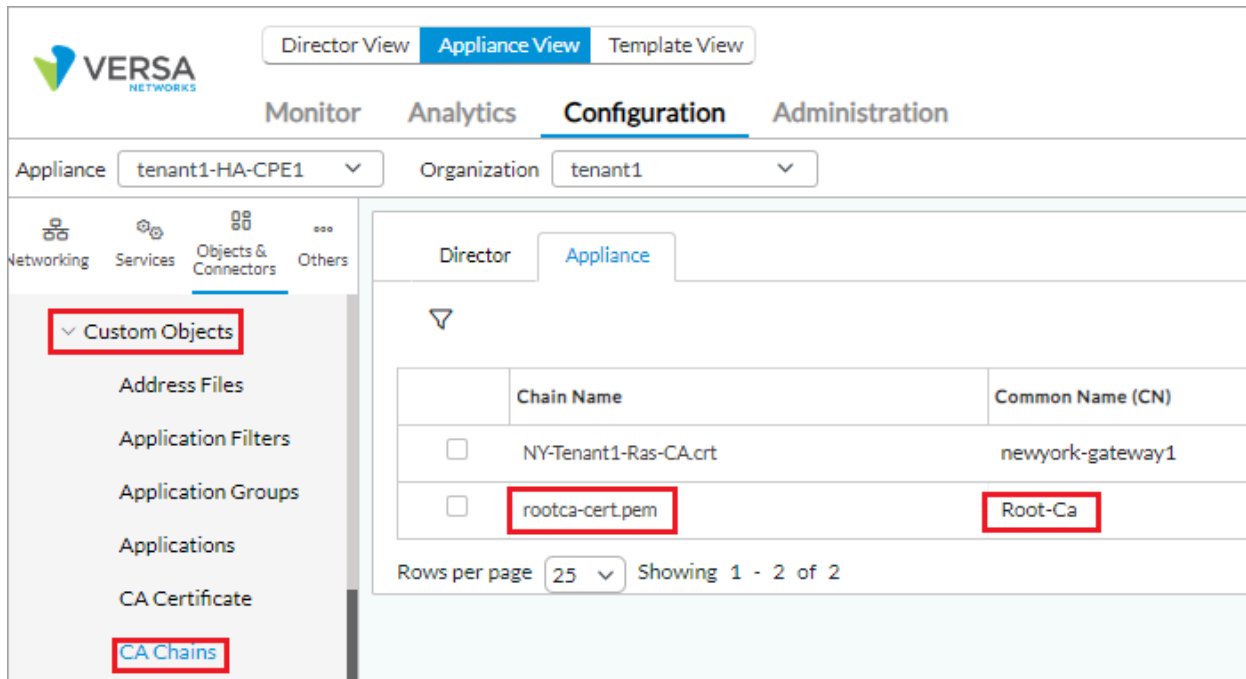 Director View Appliance View Template View
VERSA
NETWORKS
Monitor Analytics Configuration Administration
Appliance tenant1-HA-CPE1 Organization tenant1
Networking Services Objects & Connectors Others
Director Appliance
Custom Objects
Address Files
Application Filters
Application Groups
Applications
CA Certificate
CA Chains
Chain Name Common Name (CN)
NY-Tenant1-Ras-CA.crt newyork-gateway1
rootca-cert.pem Root-Ca
Rows per page 25 Showing 1 - 2 of 2